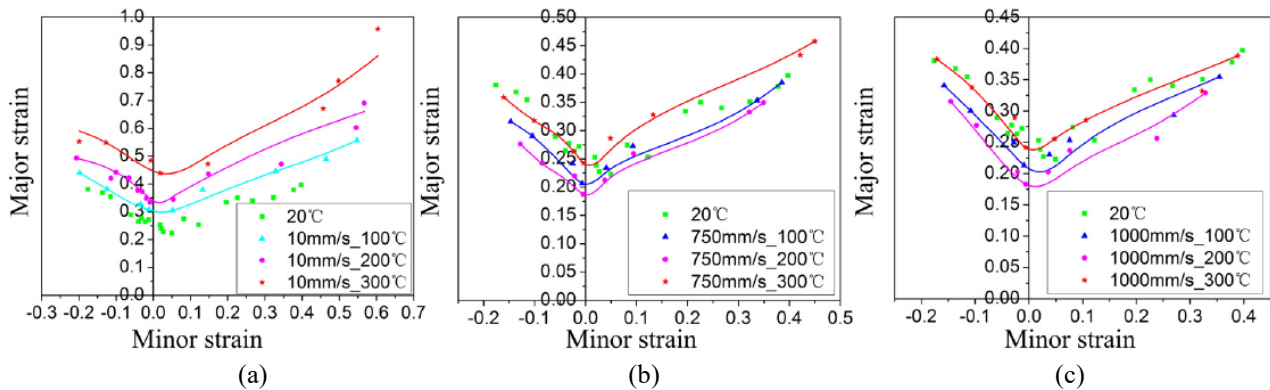 Major strain
1.0
0.9
0.8
0.7
0.6
0.5
0.4
0.3
0.2
0.1
0.0
-0.3 -0.2 -0.1 0 0.1 0.2 0.3 0.4 0.5 0.6 0.7
Minor strain
20℃
10mm/s_100℃
10mm/s_200℃
10mm/s_300℃
(a)
Major strain
0.50
0.45
0.40
0.35
0.30
0.25
0.20
0.15
0.10
0.05
0.00
-0.2 -0.1 0 0.1 0.2 0.3 0.4 0.5
Minor strain
20℃
750mm/s_100℃
750mm/s_200℃
750mm/s_300℃
(b)
Major strain
0.45
0.40
0.35
0.30
0.25
0.20
0.15
0.10
0.05
0.00
-0.2 -0.1 0.0 0.1 0.2 0.3 0.4
Minor strain
20℃
1000mm/s_100℃
1000mm/s_200℃
1000mm/s_300℃
(c)